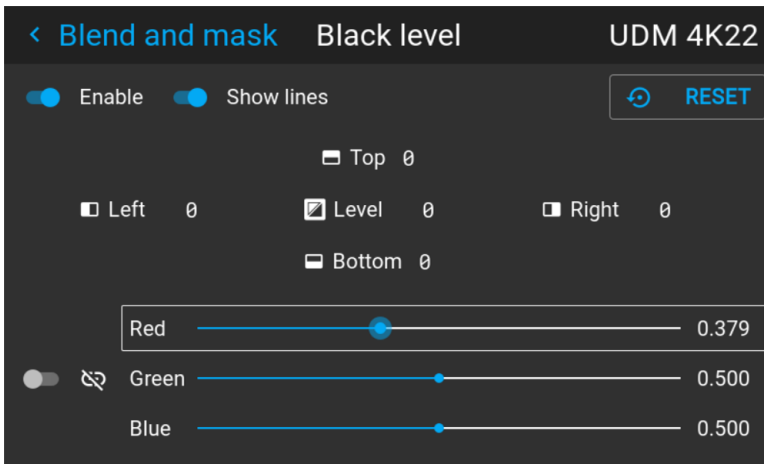 Blend and mask Black level UDM 4K22
Enable Show lines RESET
Top 0
Left 0 Level 0 Right 0
Bottom 0
Red 0.379
Green 0.500
Blue 0.500